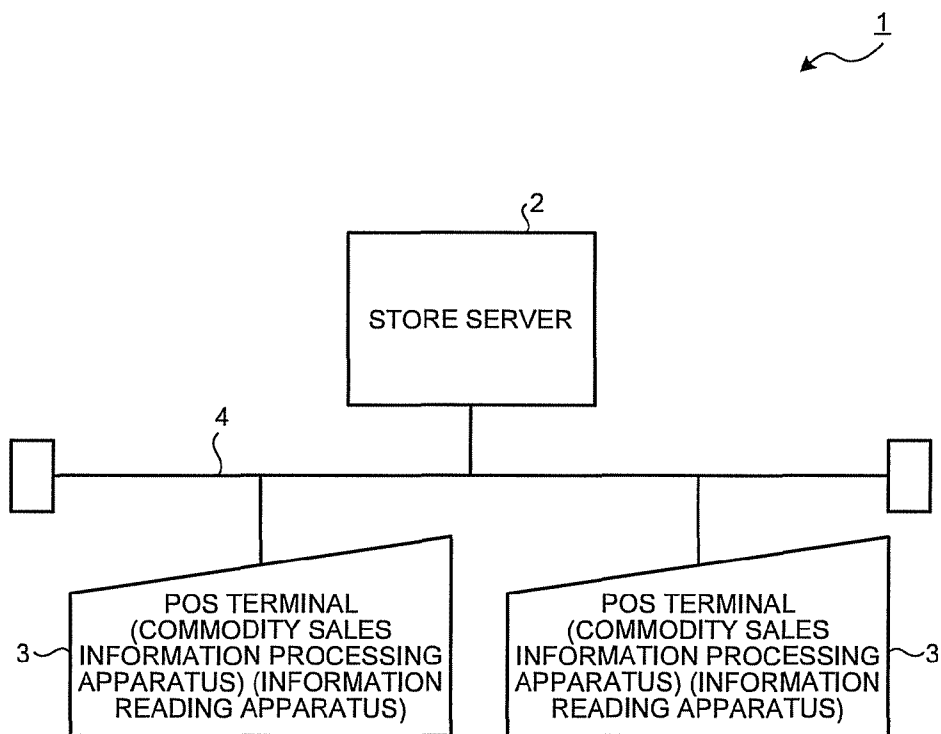 1
2
STORE SERVER
4
POS TERMINAL
(COMMODITY SALES
INFORMATION PROCESSING
APPARATUS) (INFORMATION
READING APPARATUS)
3
POS TERMINAL
(COMMODITY SALES
INFORMATION PROCESSING
APPARATUS) (INFORMATION
READING APPARATUS)
3